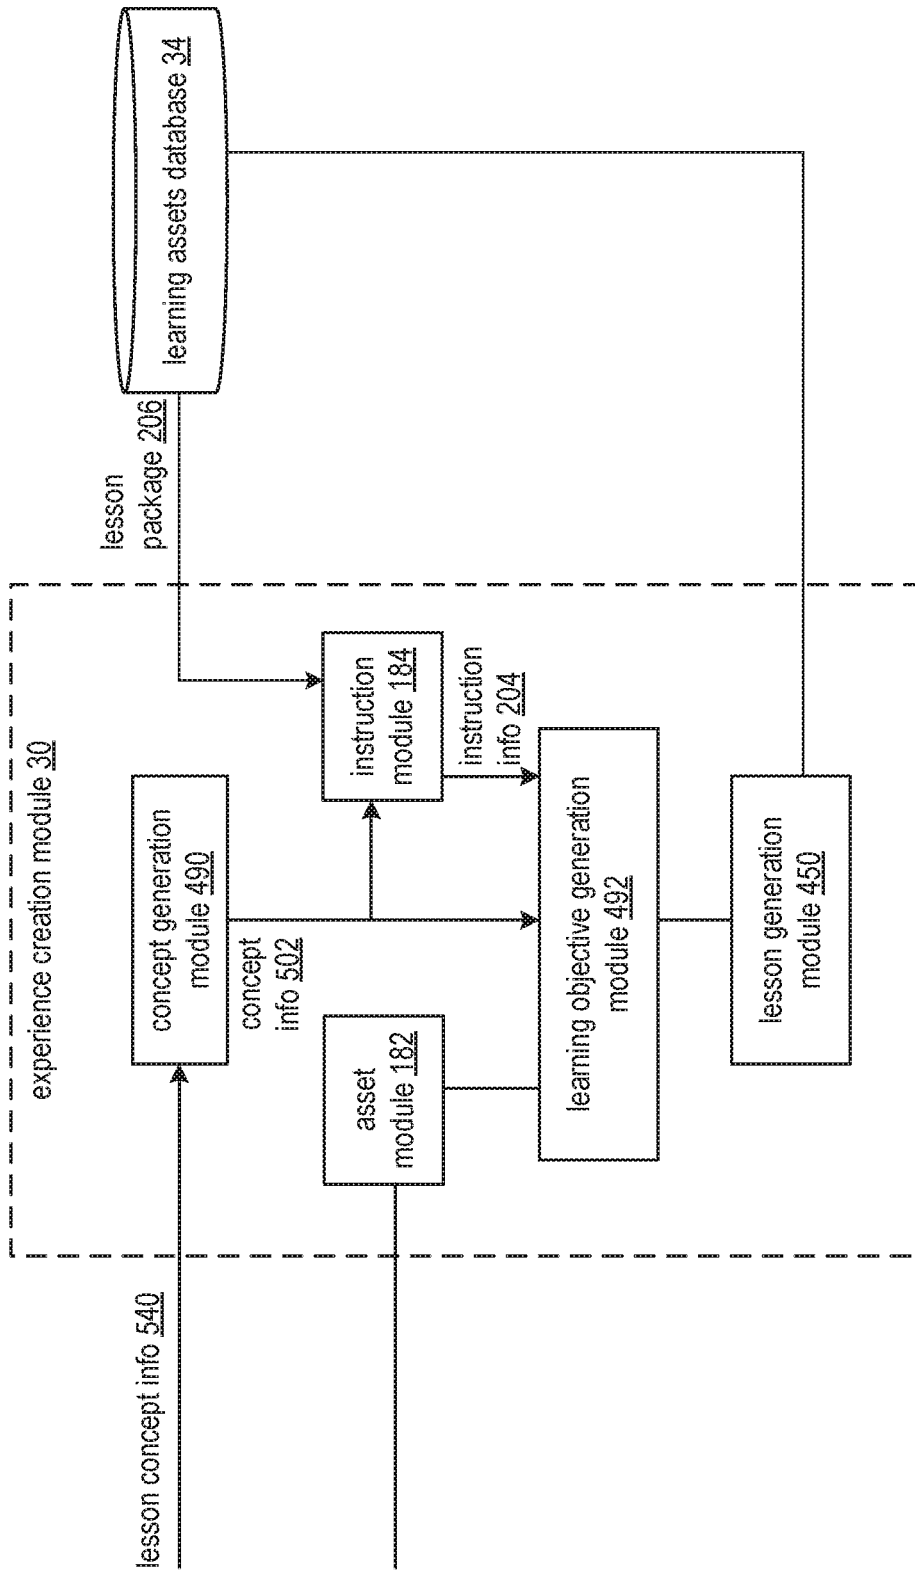 experience creation module 30
lesson concept info 540
concept generation
module 490
lesson
package 206
learning assets database 34
concept
info 502
asset
module 182
instruction
module 184
instruction
info 204
learning objective generation
module 492
lesson generation
module 450